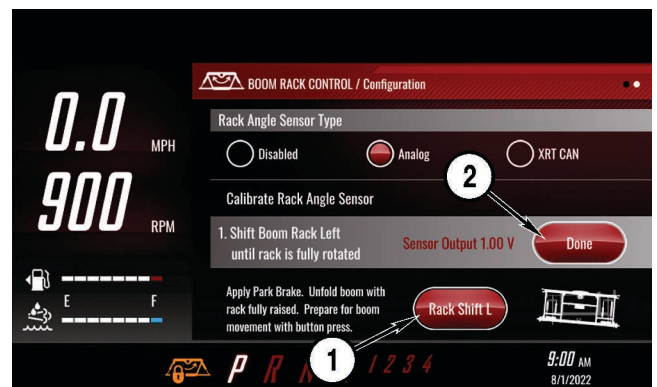 BOOM RACK CONTROL / Configuration
0.0 MPH
Rack Angle Sensor Type
Disabled Analog XRT CAN
2
900 RPM
Calibrate Rack Angle Sensor
1. Shift Boom Rack Left
until rack is fully rotated
Sensor Output 1.00 V
Done
E F
Apply Park Brake. Unfold boom with
rack fully raised. Prepare for boom
movement with button press.
Rack Shift L
1
P R N 1 2 3 4
9:00 AM
8/1/2022